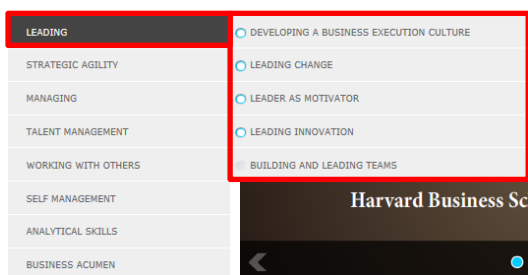 LEADING
STRATEGIC AGILITY
MANAGING
TALENT MANAGEMENT
WORKING WITH OTHERS
SELF MANAGEMENT
ANALYTICAL SKILLS
BUSINESS ACUMEN
DEVELOPING A BUSINESS EXECUTION CULTURE
LEADING CHANGE
LEADER AS MOTIVATOR
LEADING INNOVATION
BUILDING AND LEADING TEAMS
Harvard Business Sc